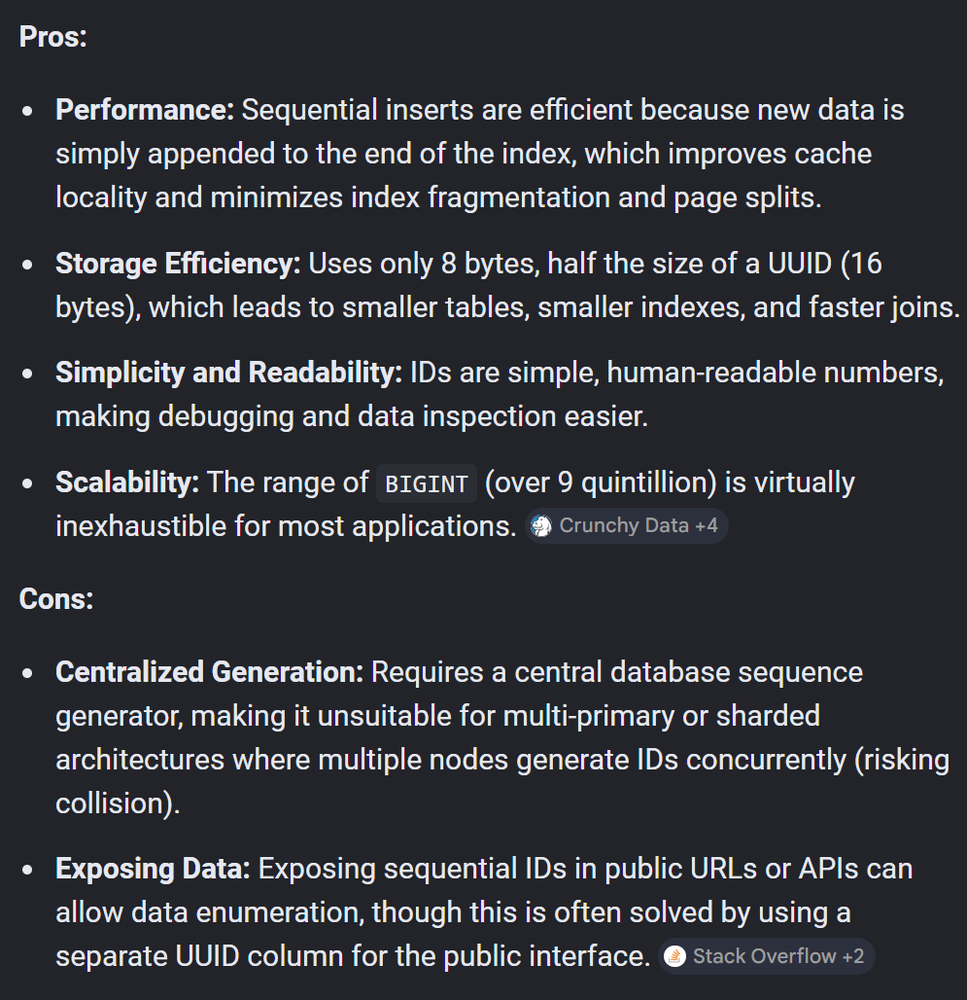 Pros:
• Performance: Sequential inserts are efficient because new data is
simply appended to the end of the index, which improves cache
locality and minimizes index fragmentation and page splits.
• Storage Efficiency: Uses only 8 bytes, half the size of a UUID (16
bytes), which leads to smaller tables, smaller indexes, and faster joins.
• Simplicity and Readability: IDs are simple, human-readable numbers,
making debugging and data inspection easier.
• Scalability: The range of BIGINT (over 9 quintillion) is virtually
inexhaustible for most applications. Crunchy Data +4
Cons:
• Centralized Generation: Requires a central database sequence
generator, making it unsuitable for multi-primary or sharded
architectures where multiple nodes generate IDs concurrently (risking
collision).
• Exposing Data: Exposing sequential IDs in public URLs or APIs can
allow data enumeration, though this is often solved by using a
separate UUID column for the public interface. Stack Overflow +2